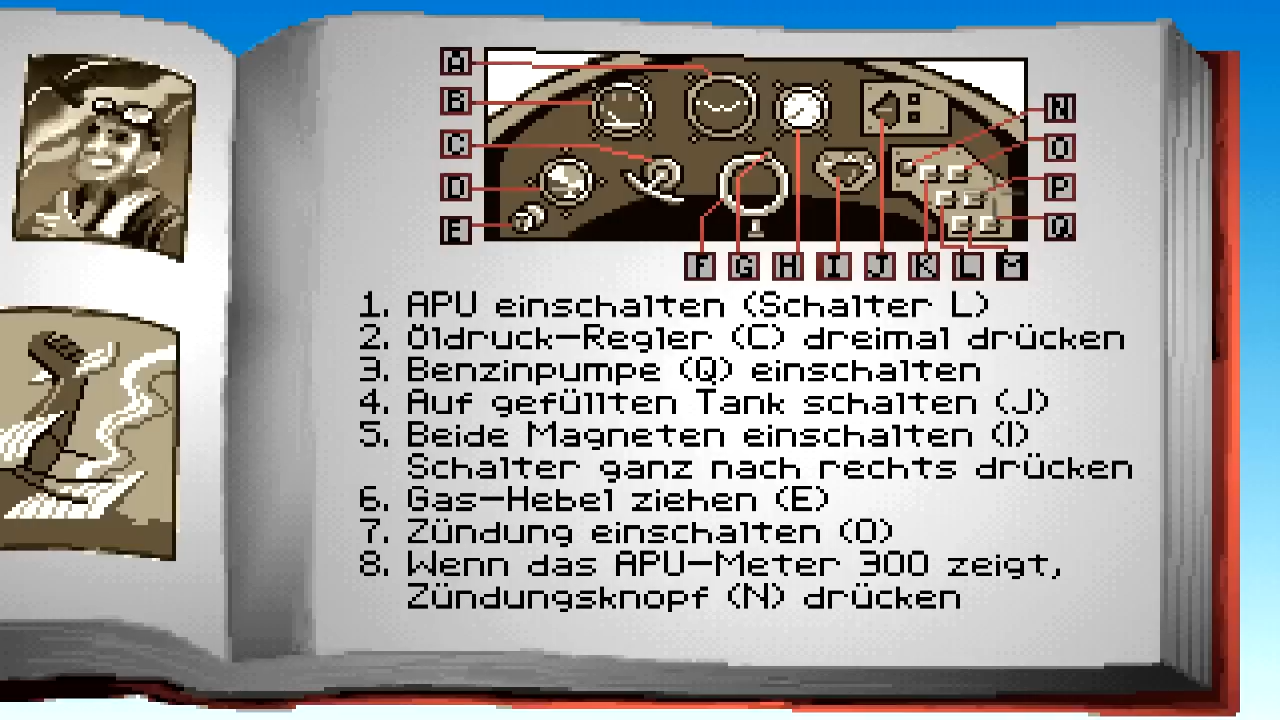 A
B
C
D
E
N
O
P
Q
F G H I J K L M
1. APU einschalten (Schalter L)
2. Öldruck-Regler (C) dreimal drücken
3. Benzinpumpe (Q) einschalten
4. Auf gefüllten Tank schalten (J)
5. Beide Magneten einschalten (I)
Schalter ganz nach rechts drücken
6. Gas-Hebel ziehen (E)
7. Zündung einschalten (O)
8. Wenn das APU-Meter 300 zeigt,
Zündungsknopf (N) drücken